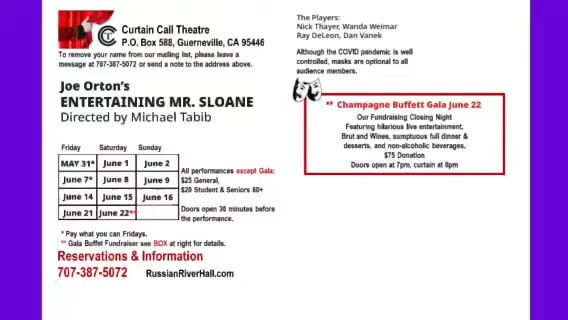 Curtain Call Theatre
P.O. Box 588, Guerneville, CA 95446
To remove your name from our mailing list, please leave a
message at 707-387-5072 or send a note to the address above.
Joe Orton's
ENTERTAINING MR. SLOANE
Directed by Michael Tabib
Friday Saturday Sunday
MAY 31* June 1 June 2
June 7* June 8 June 9
June 14 June 15 June 16
June 21 June 22**
All performances except Gala:
$25 General,
$20 Student & Seniors 60+
Doors open 30 minutes before
the performance.
* Pay what you can Fridays.
** Gala Buffet Fundraiser see BOX at right for details.
Reservations & Information
707-387-5072 RussianRiverHall.com
The Players:
Nick Thayer, Wanda Weimar
Ray DeLeon, Dan Vanek
Although the COVID pandemic is well
controlled, masks are optional to all
audience members.
** Champagne Buffett Gala June 22
Our Fundraising Closing Night
Featuring hilarious live entertainment,
Brut and Wines, sumptuous full dinner &
desserts, and non-alcoholic beverages.
$75 Donation
Doors open at 7pm, curtain at 8pm